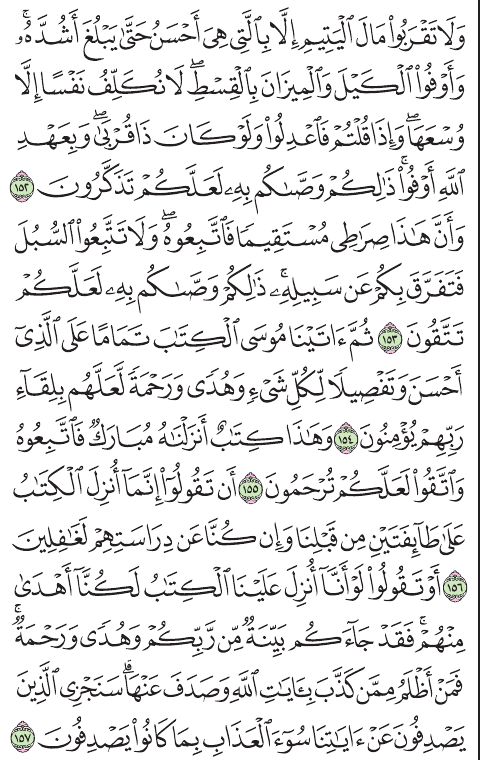 وَلَا تَقْرَبُوا۟ مَالَ ٱلْيَتِيمِ إِلَّا بِٱلَّتِى هِىَ أَحْسَنُ حَتَّىٰ يَبْلُغَ أَشُدَّهُۥ ۖ
وَأَوْفُوا۟ ٱلْكَيْلَ وَٱلْمِيزَانَ بِٱلْقِسْطِ ۖ لَا نُكَلِّفُ نَفْسًا إِلَّا
وُسْعَهَا ۖ وَإِذَا قُلْتُمْ فَٱعْدِلُوا۟ وَلَوْ كَانَ ذَا قُرْبَىٰ ۖ وَبِعَهْدِ
ٱللَّهِ أَوْفُوا۟ ۚ ذَٰلِكُمْ وَصَّىٰكُم بِهِۦ لَعَلَّكُمْ تَذَكَّرُونَ ١٥٢
وَأَنَّ هَٰذَا صِرَٰطِى مُسْتَقِيمًا فَٱتَّبِعُوهُ ۖ وَلَا تَتَّبِعُوا۟ ٱلسُّبُلَ
فَتَفَرَّقَ بِكُمْ عَن سَبِيلِهِۦ ۚ ذَٰلِكُمْ وَصَّىٰكُم بِهِۦ لَعَلَّكُمْ
تَتَّقُونَ ١٥٣ ثُمَّ ءَاتَيْنَا مُوسَى ٱلْكِتَٰبَ تَمَامًا عَلَى ٱلَّذِىٓ
أَحْسَنَ وَتَفْصِيلًا لِّكُلِّ شَىْءٍ وَهُدًى وَرَحْمَةً لَّعَلَّهُم بِلِقَآءِ
رَبِّهِمْ يُؤْمِنُونَ ١٥٤ وَهَٰذَا كِتَٰبٌ أَنزَلْنَٰهُ مُبَارَكٌ فَٱتَّبِعُوهُ
وَٱتَّقُوا۟ لَعَلَّكُمْ تُرْحَمُونَ ١٥٥ أَن تَقُولُوٓا۟ إِنَّمَآ أُنزِلَ ٱلْكِتَٰبُ
عَلَىٰ طَآئِفَتَيْنِ مِن قَبْلِنَا وَإِن كُنَّا عَن دِرَاسَتِهِمْ لَغَٰفِلِينَ
١٥٦ أَوْ تَقُولُوا۟ لَوْ أَنَّآ أُنزِلَ عَلَيْنَا ٱلْكِتَٰبُ لَكُنَّآ أَهْدَىٰ
مِنْهُمْ ۚ فَقَدْ جَآءَكُم بَيِّنَةٌ مِّن رَّبِّكُمْ وَهُدًى وَرَحْمَةٌ ۚ
فَمَنْ أَظْلَمُ مِمَّن كَذَّبَ بِـَٔايَٰتِ ٱللَّهِ وَصَدَفَ عَنْهَا ۗ سَنَجْزِى ٱلَّذِينَ
يَصْدِفُونَ عَنْ ءَايَٰتِنَا سُوٓءَ ٱلْعَذَابِ بِمَا كَانُوا۟ يَصْدِفُونَ ١٥٧